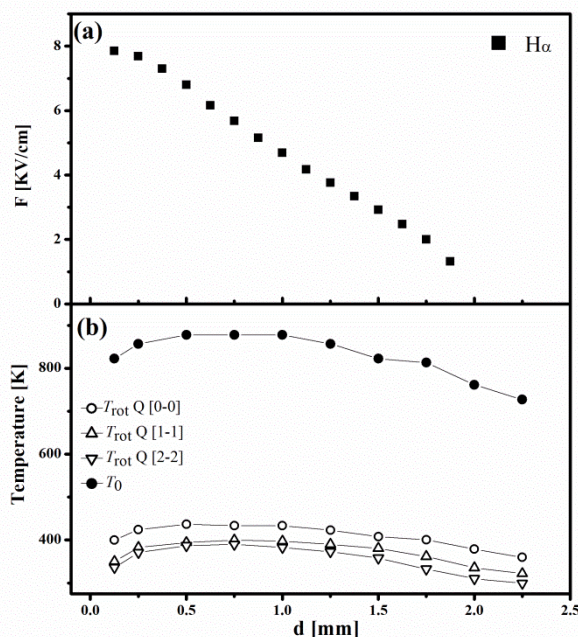 (a)
Hα
8
6
4
2
0
F [KV/cm]
(b)
800
600
400
Temperature [K]
Trot Q [0-0]
Trot Q [1-1]
Trot Q [2-2]
T0
0.0 0.5 1.0 1.5 2.0 2.5
d [mm]